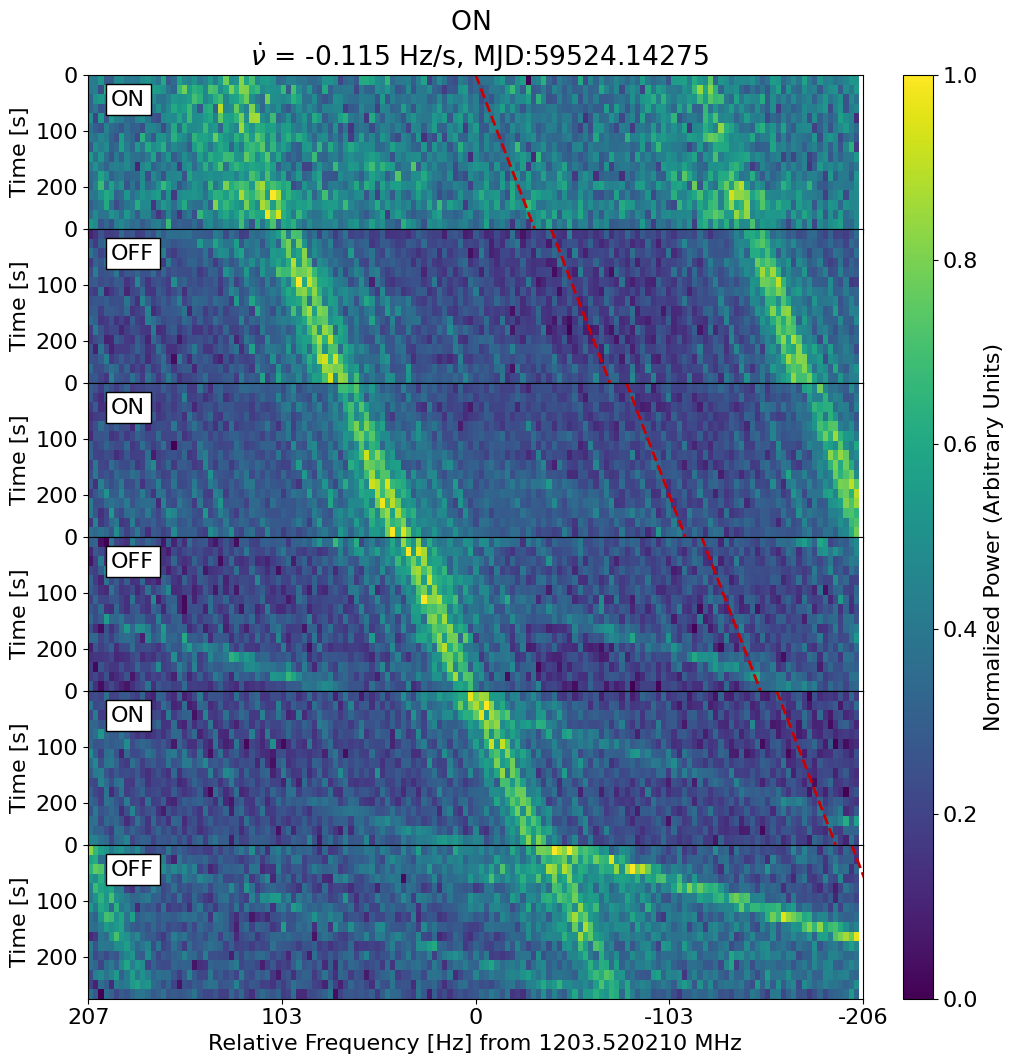 ON
ν̇ = -0.115 Hz/s, MJD:59524.14275
0
100
200
Time [s]
ON
0
100
200
Time [s]
OFF
0
100
200
Time [s]
ON
0
100
200
Time [s]
OFF
0
100
200
Time [s]
ON
0
100
200
Time [s]
OFF
207
103
0
-103
-206
Relative Frequency [Hz] from 1203.520210 MHz
1.0
0.8
0.6
0.4
0.2
0.0
Normalized Power (Arbitrary Units)